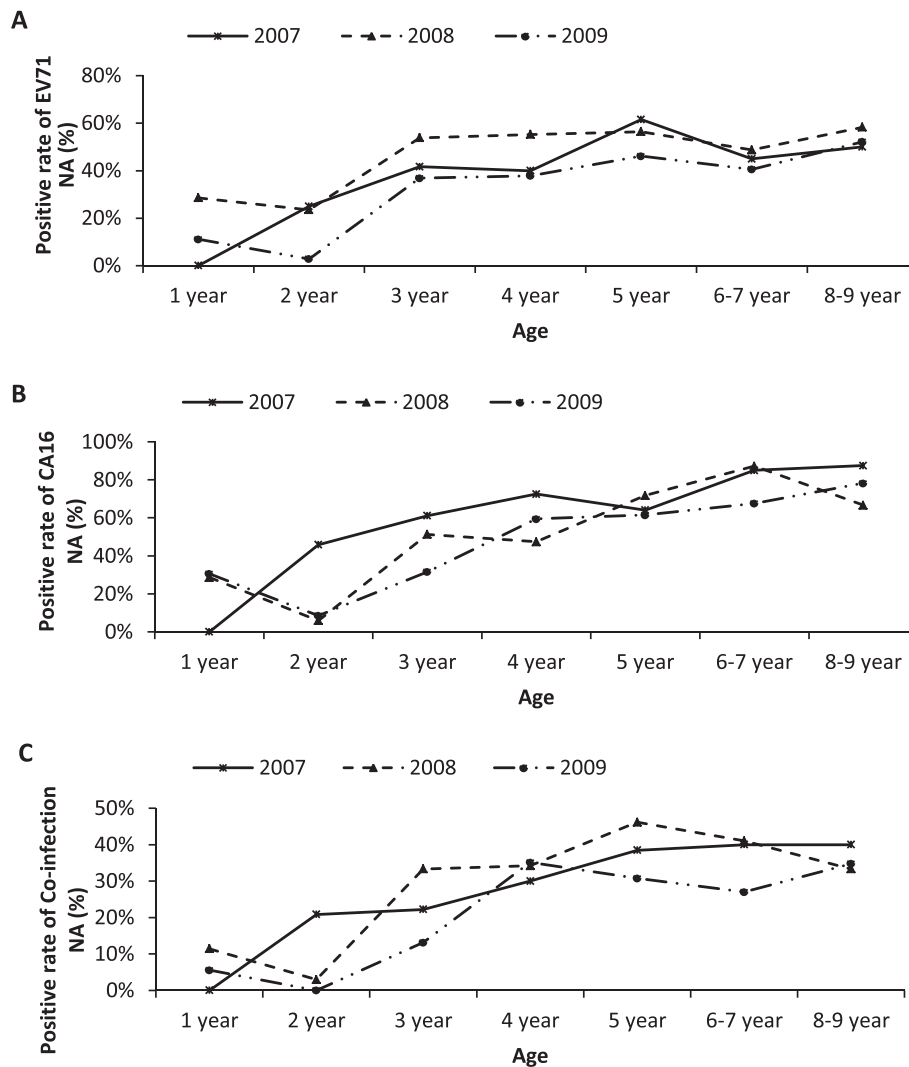 A
2007 2008 2009
Positive rate of EV71
NA (%)
80%
60%
40%
20%
0%
1 year 2 year 3 year 4 year 5 year 6-7 year 8-9 year
Age
B
2007 2008 2009
Positive rate of CA16
NA (%)
100%
80%
60%
40%
20%
0%
1 year 2 year 3 year 4 year 5 year 6-7 year 8-9 year
Age
C
2007 2008 2009
Positive rate of Co-infection
NA (%)
50%
40%
30%
20%
10%
0%
1 year 2 year 3 year 4 year 5 year 6-7 year 8-9 year
Age